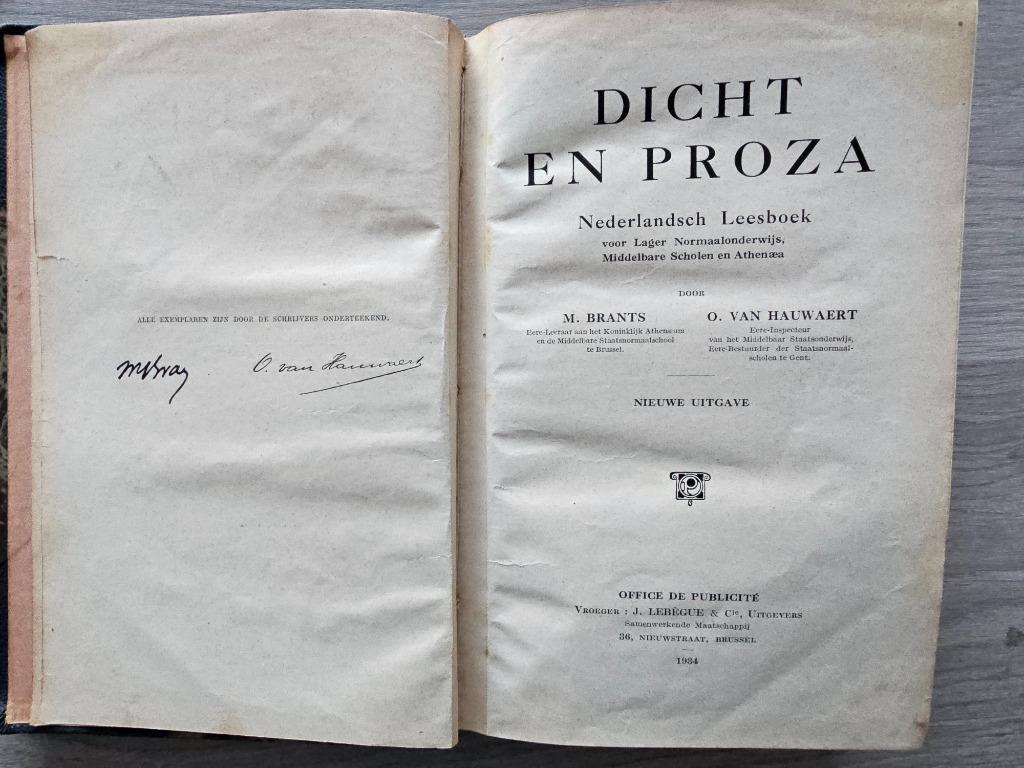 ALLE EXEMPLAREN ZIJN DOOR DE SCHRIJVERS ONDERTEEKEND.
O. van Hauwaert
DICHT
EN PROZA
Nederlandsch Leesboek
voor Lager Normaalonderwijs,
Middelbare Scholen en Athenæa
DOOR
M. BRANTS
Eere-Leeraar aan het Koninklijk Atheneum
en de Middelbare Staatsnormaalschool
te Brussel.
O. VAN HAUWAERT
Eere-Inspecteur
van het Middelbaar Staatsonderwijs,
Eere-Bestuurder der Staatsnormaal-
scholen te Gent.
NIEUWE UITGAVE
OFFICE DE PUBLICITÉ
VROEGER : J. LEBÈGUE & Cie, UITGEVERS
Samenwerkende Maatschappij
36, NIEUWSTRAAT, BRUSSEL
1934